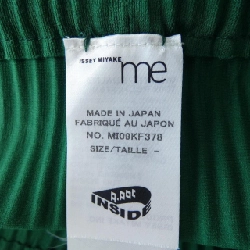 ISSEY MIYAKE
me
MADE IN JAPAN
FABRIQUÉ AU JAPON
NO. MI09KF378
SIZE/TAILLE -
A-POC
INSIDE